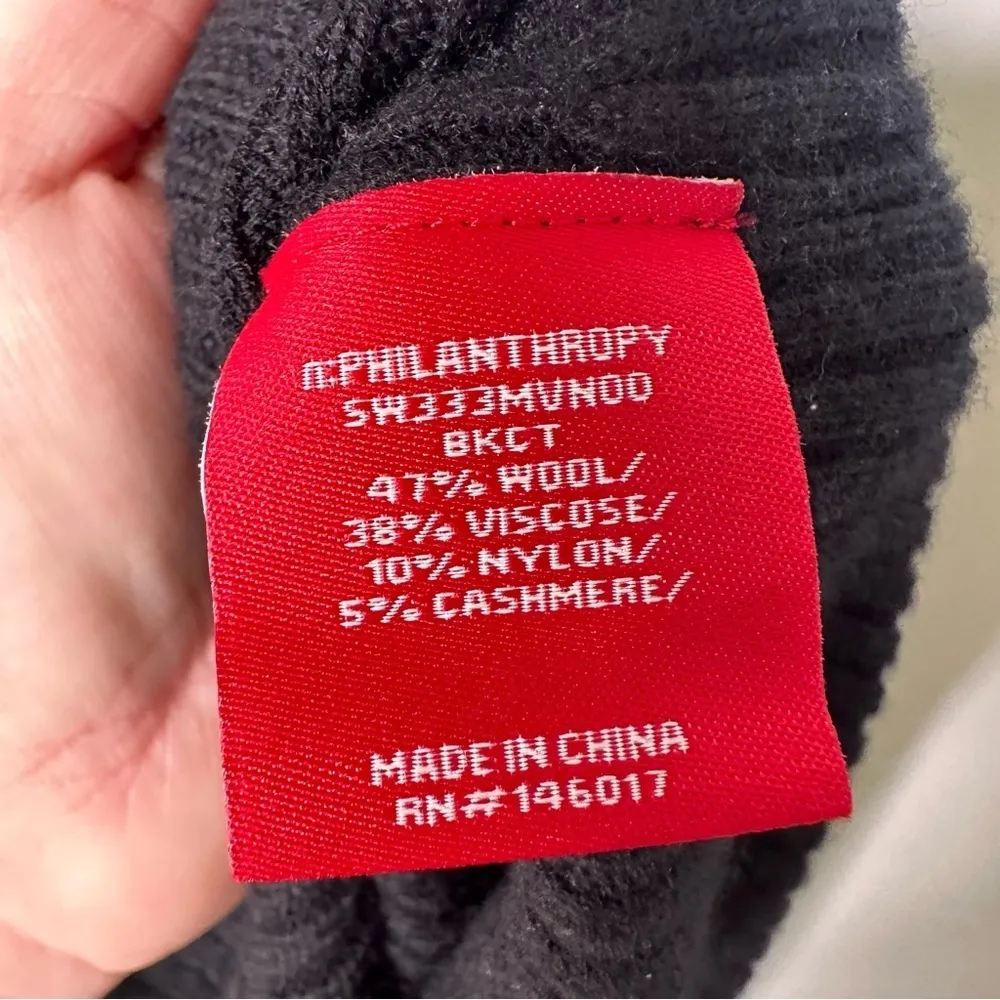 n:PHILANTHROPY
SW333MVN00
BKCT
47% WOOL/
38% VISCOSE/
10% NYLON/
5% CASHMERE/
MADE IN CHINA
RN#146017